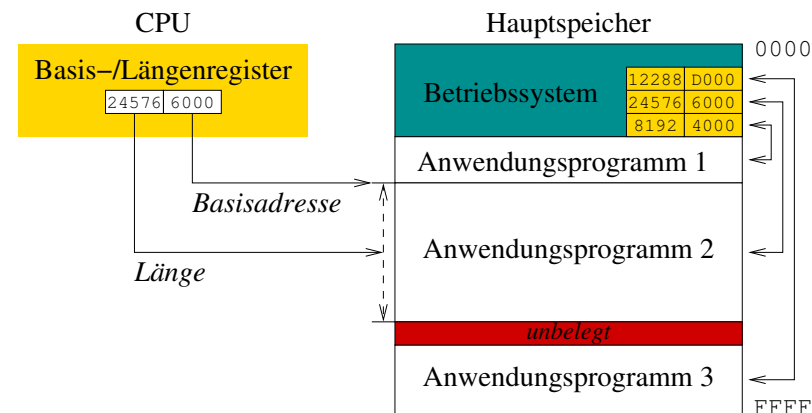 CPU
Hauptspeicher
0000
Basis-/Längenregister
24576 6000
Betriebssystem
12288 D000
24576 6000
8192 4000
Anwendungsprogramm 1
Basisadresse
Anwendungsprogramm 2
Länge
unbelegt
Anwendungsprogramm 3
FFFF